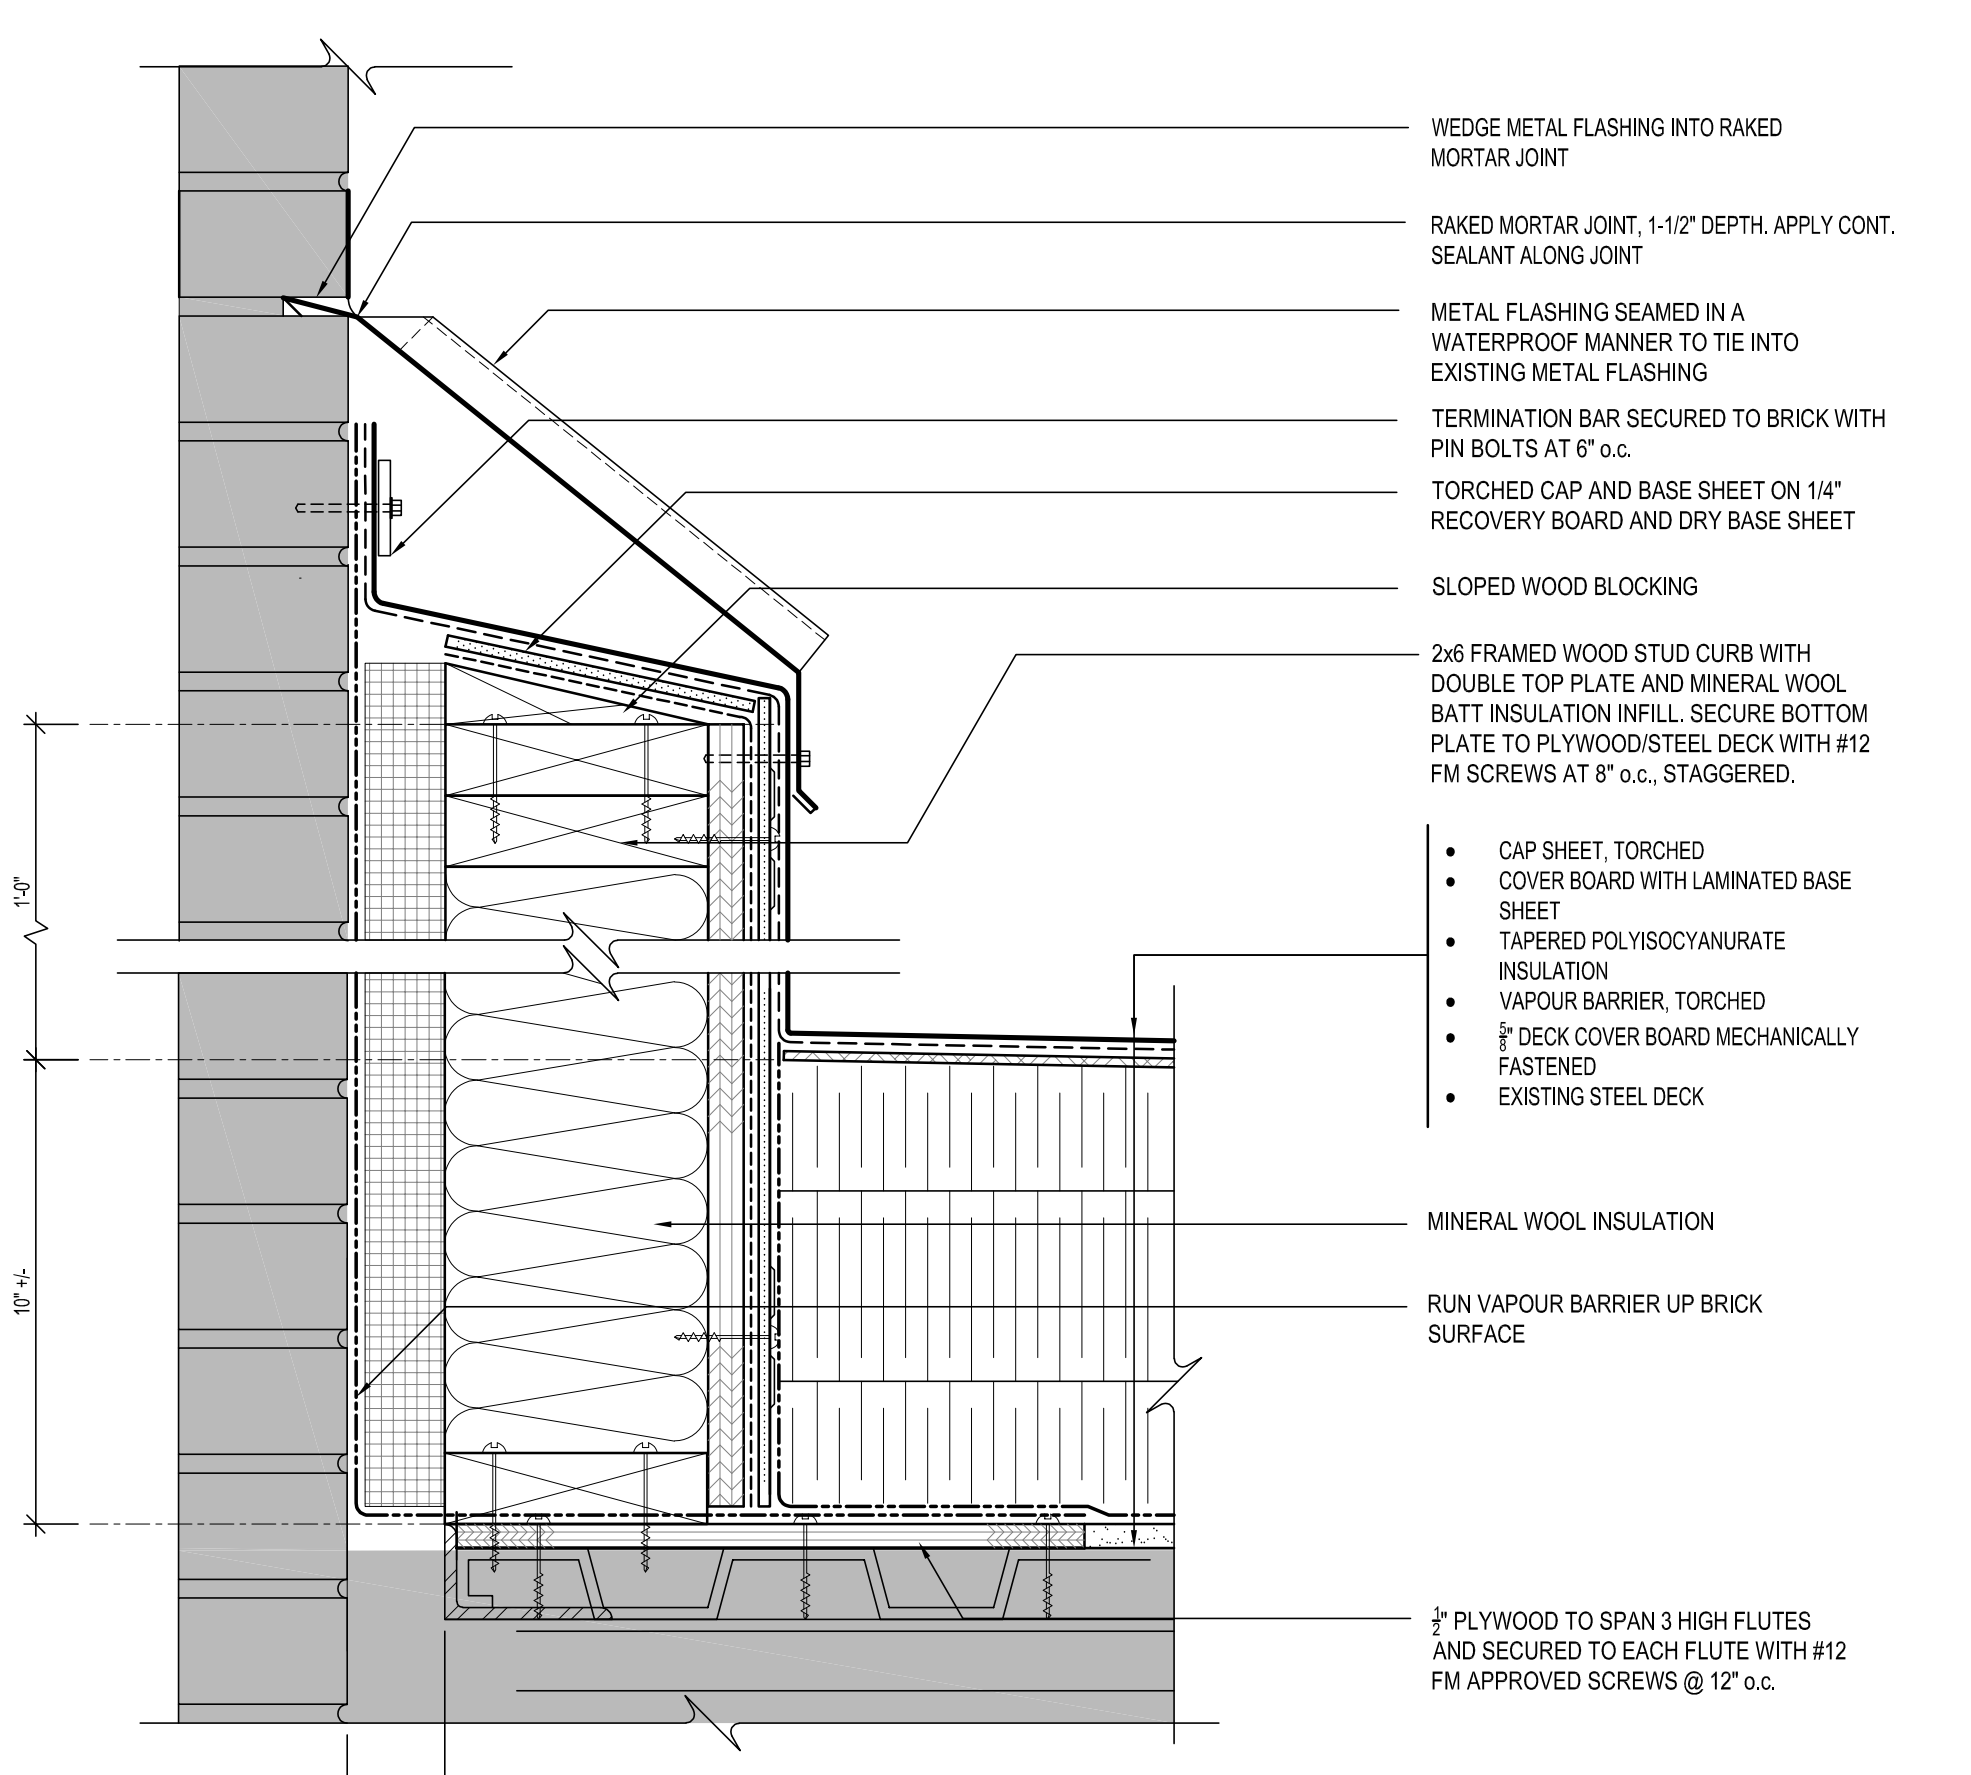 WEDGE METAL FLASHING INTO RAKED
MORTAR JOINT
RAKED MORTAR JOINT, 1-1/2" DEPTH. APPLY CONT.
SEALANT ALONG JOINT
METAL FLASHING SEAMED IN A
WATERPROOF MANNER TO TIE INTO
EXISTING METAL FLASHING
TERMINATION BAR SECURED TO BRICK WITH
PIN BOLTS AT 6" o.c.
TORCHED CAP AND BASE SHEET ON 1/4"
RECOVERY BOARD AND DRY BASE SHEET
SLOPED WOOD BLOCKING
2x6 FRAMED WOOD STUD CURB WITH
DOUBLE TOP PLATE AND MINERAL WOOL
BATT INSULATION INFILL. SECURE BOTTOM
PLATE TO PLYWOOD/STEEL DECK WITH #12
FM SCREWS AT 8" o.c., STAGGERED.
• CAP SHEET, TORCHED
• COVER BOARD WITH LAMINATED BASE
SHEET
• TAPERED POLYISOCYANURATE
INSULATION
• VAPOUR BARRIER, TORCHED
• 5/8" DECK COVER BOARD MECHANICALLY
FASTENED
• EXISTING STEEL DECK
MINERAL WOOL INSULATION
RUN VAPOUR BARRIER UP BRICK
SURFACE
1/2" PLYWOOD TO SPAN 3 HIGH FLUTES
AND SECURED TO EACH FLUTE WITH #12
FM APPROVED SCREWS @ 12" o.c.
1'-0"
10" +/-